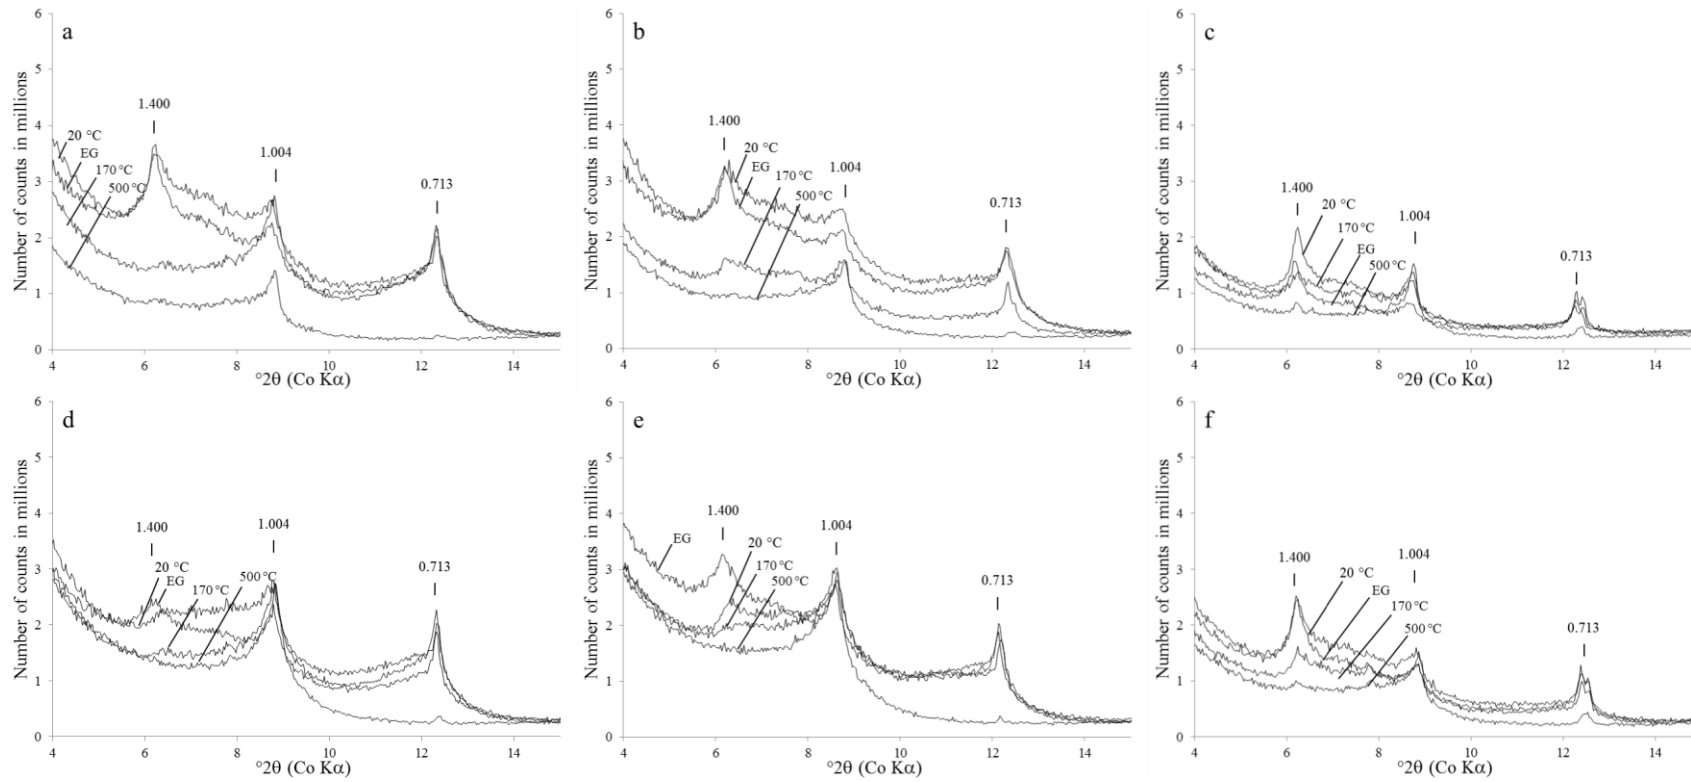 a
Number of counts in millions
6
5
4
3
2
1
0
4 6 8 10 12 14
°2θ (Co Kα)
1.400
1.004
0.713
20 °C
EG
170 °C
500 °C
b
Number of counts in millions
6
5
4
3
2
1
0
4 6 8 10 12 14
°2θ (Co Kα)
1.400
1.004
0.713
20 °C
EG
170 °C
500 °C
c
Number of counts in millions
6
5
4
3
2
1
0
4 6 8 10 12 14
°2θ (Co Kα)
1.400
1.004
0.713
20 °C
170 °C
EG
500 °C
d
Number of counts in millions
6
5
4
3
2
1
0
4 6 8 10 12 14
°2θ (Co Kα)
1.400
1.004
0.713
20 °C
EG
170 °C
500 °C
e
Number of counts in millions
6
5
4
3
2
1
0
4 6 8 10 12 14
°2θ (Co Kα)
EG
1.400
1.004
0.713
20 °C
170 °C
500 °C
f
Number of counts in millions
6
5
4
3
2
1
0
4 6 8 10 12 14
°2θ (Co Kα)
1.400
1.004
0.713
20 °C
EG
170 °C
500 °C